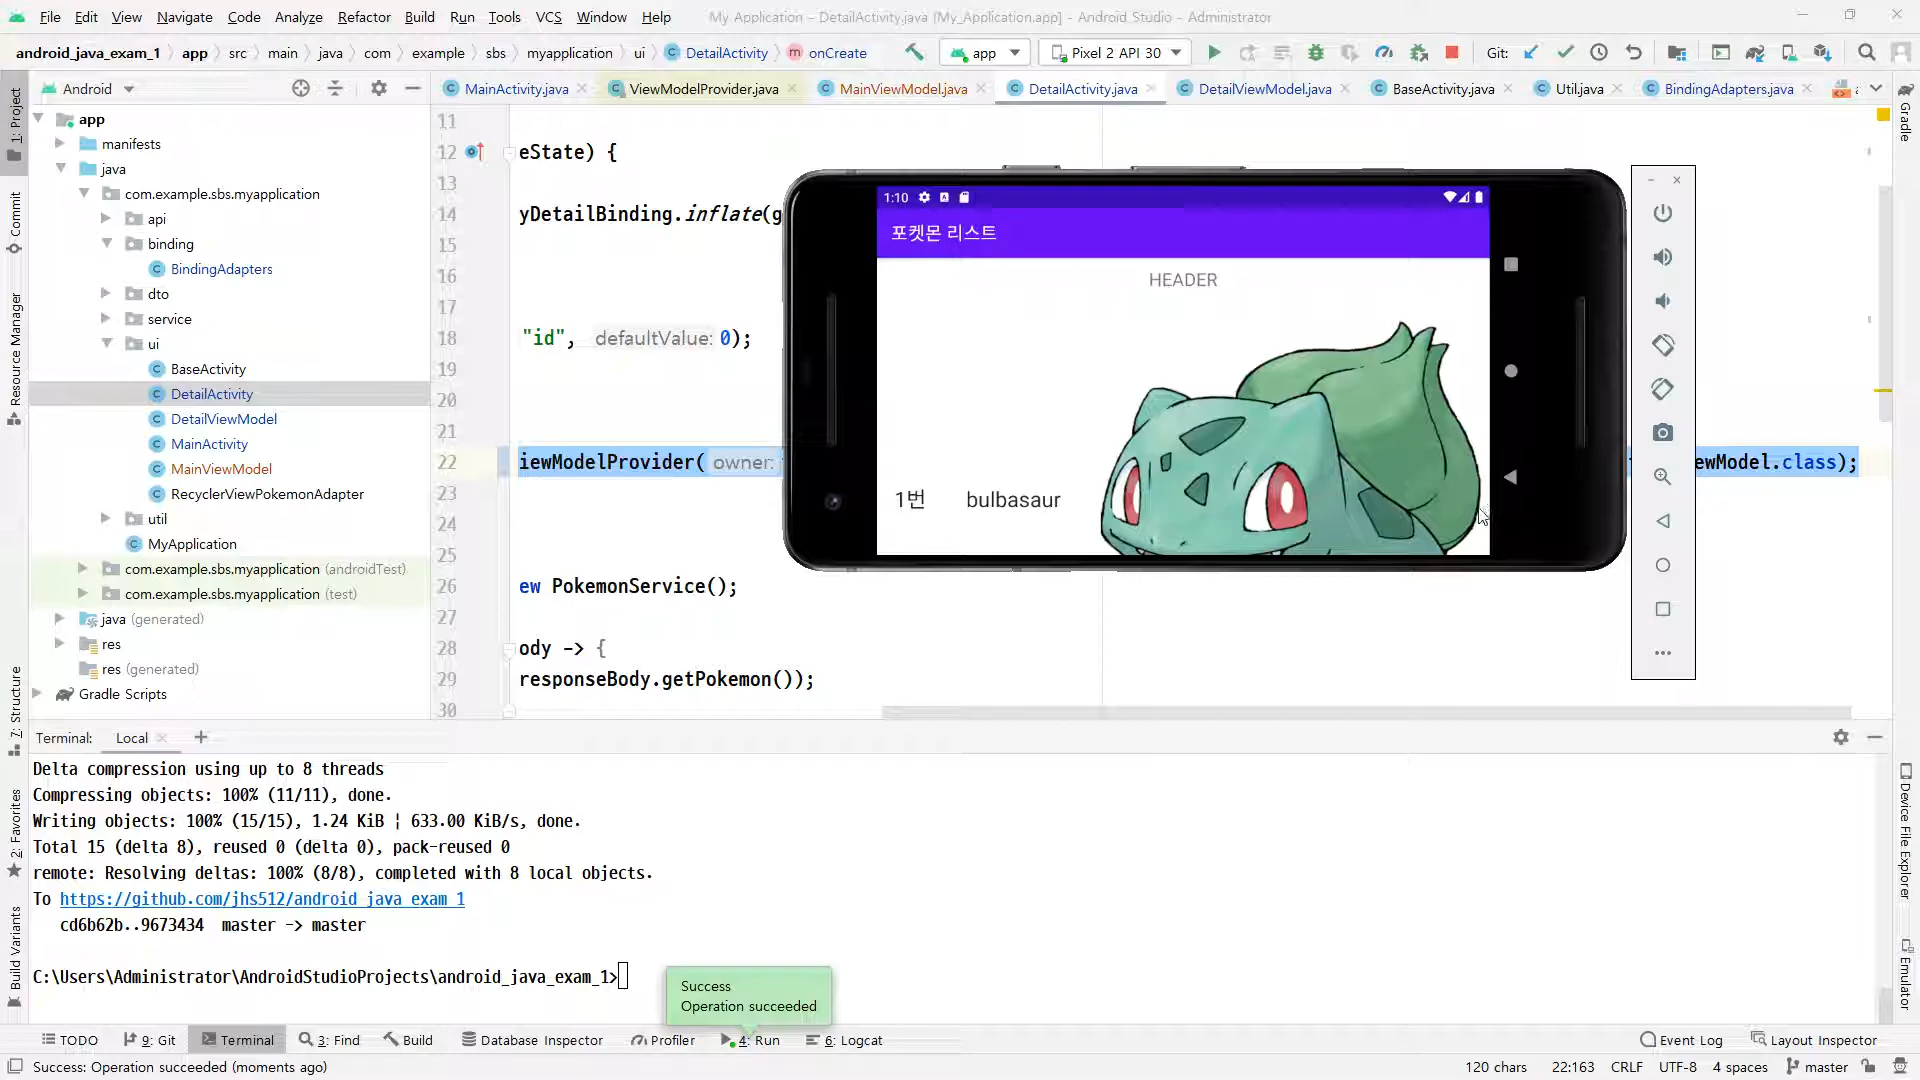 File Edit View Navigate Code Analyze Refactor Build Run Tools VCS Window Help My Application - DetailActivity.java [My_Application.app] - Android Studio - Administrator
android_java_exam_1 app src main java com example sbs myapplication ui DetailActivity onCreate app Pixel 2 API 30 Git:
Android MainActivity.java ViewModelProvider.java MainViewModel.java DetailActivity.java DetailViewModel.java BaseActivity.java Util.java BindingAdapters.java a
1: Project
Commit
Resource Manager
7: Structure
2: Favorites
Build Variants
app
manifests
java
com.example.sbs.myapplication
api
binding
BindingAdapters
dto
service
ui
BaseActivity
DetailActivity
DetailViewModel
MainActivity
MainViewModel
RecyclerViewPokemonAdapter
util
MyApplication
com.example.sbs.myapplication (androidTest)
com.example.sbs.myapplication (test)
java (generated)
res
res (generated)
Gradle Scripts
11
12 eState) {
13
14 yDetailBinding.inflate(g
15
16
17
18 "id", defaultValue: 0);
19
20
21
22 iewModelProvider( owner: ewModel.class);
23
24
25
26 ew PokemonService();
27
28 ody -> {
29 responseBody.getPokemon());
30
1:10
포켓몬 리스트
HEADER
1번 bulbasaur
Gradle
Device File Explorer
Emulator
Terminal: Local
Delta compression using up to 8 threads
Compressing objects: 100% (11/11), done.
Writing objects: 100% (15/15), 1.24 KiB ¦ 633.00 KiB/s, done.
Total 15 (delta 8), reused 0 (delta 0), pack-reused 0
remote: Resolving deltas: 100% (8/8), completed with 8 local objects.
To https://github.com/jhs512/android_java_exam_1
cd6b62b..9673434 master -> master
C:\Users\Administrator\AndroidStudioProjects\android_java_exam_1>
Success
Operation succeeded
TODO 9: Git Terminal 3: Find Build Database Inspector Profiler 4: Run 6: Logcat Event Log Layout Inspector
Success: Operation succeeded (moments ago) 120 chars 22:163 CRLF UTF-8 4 spaces master